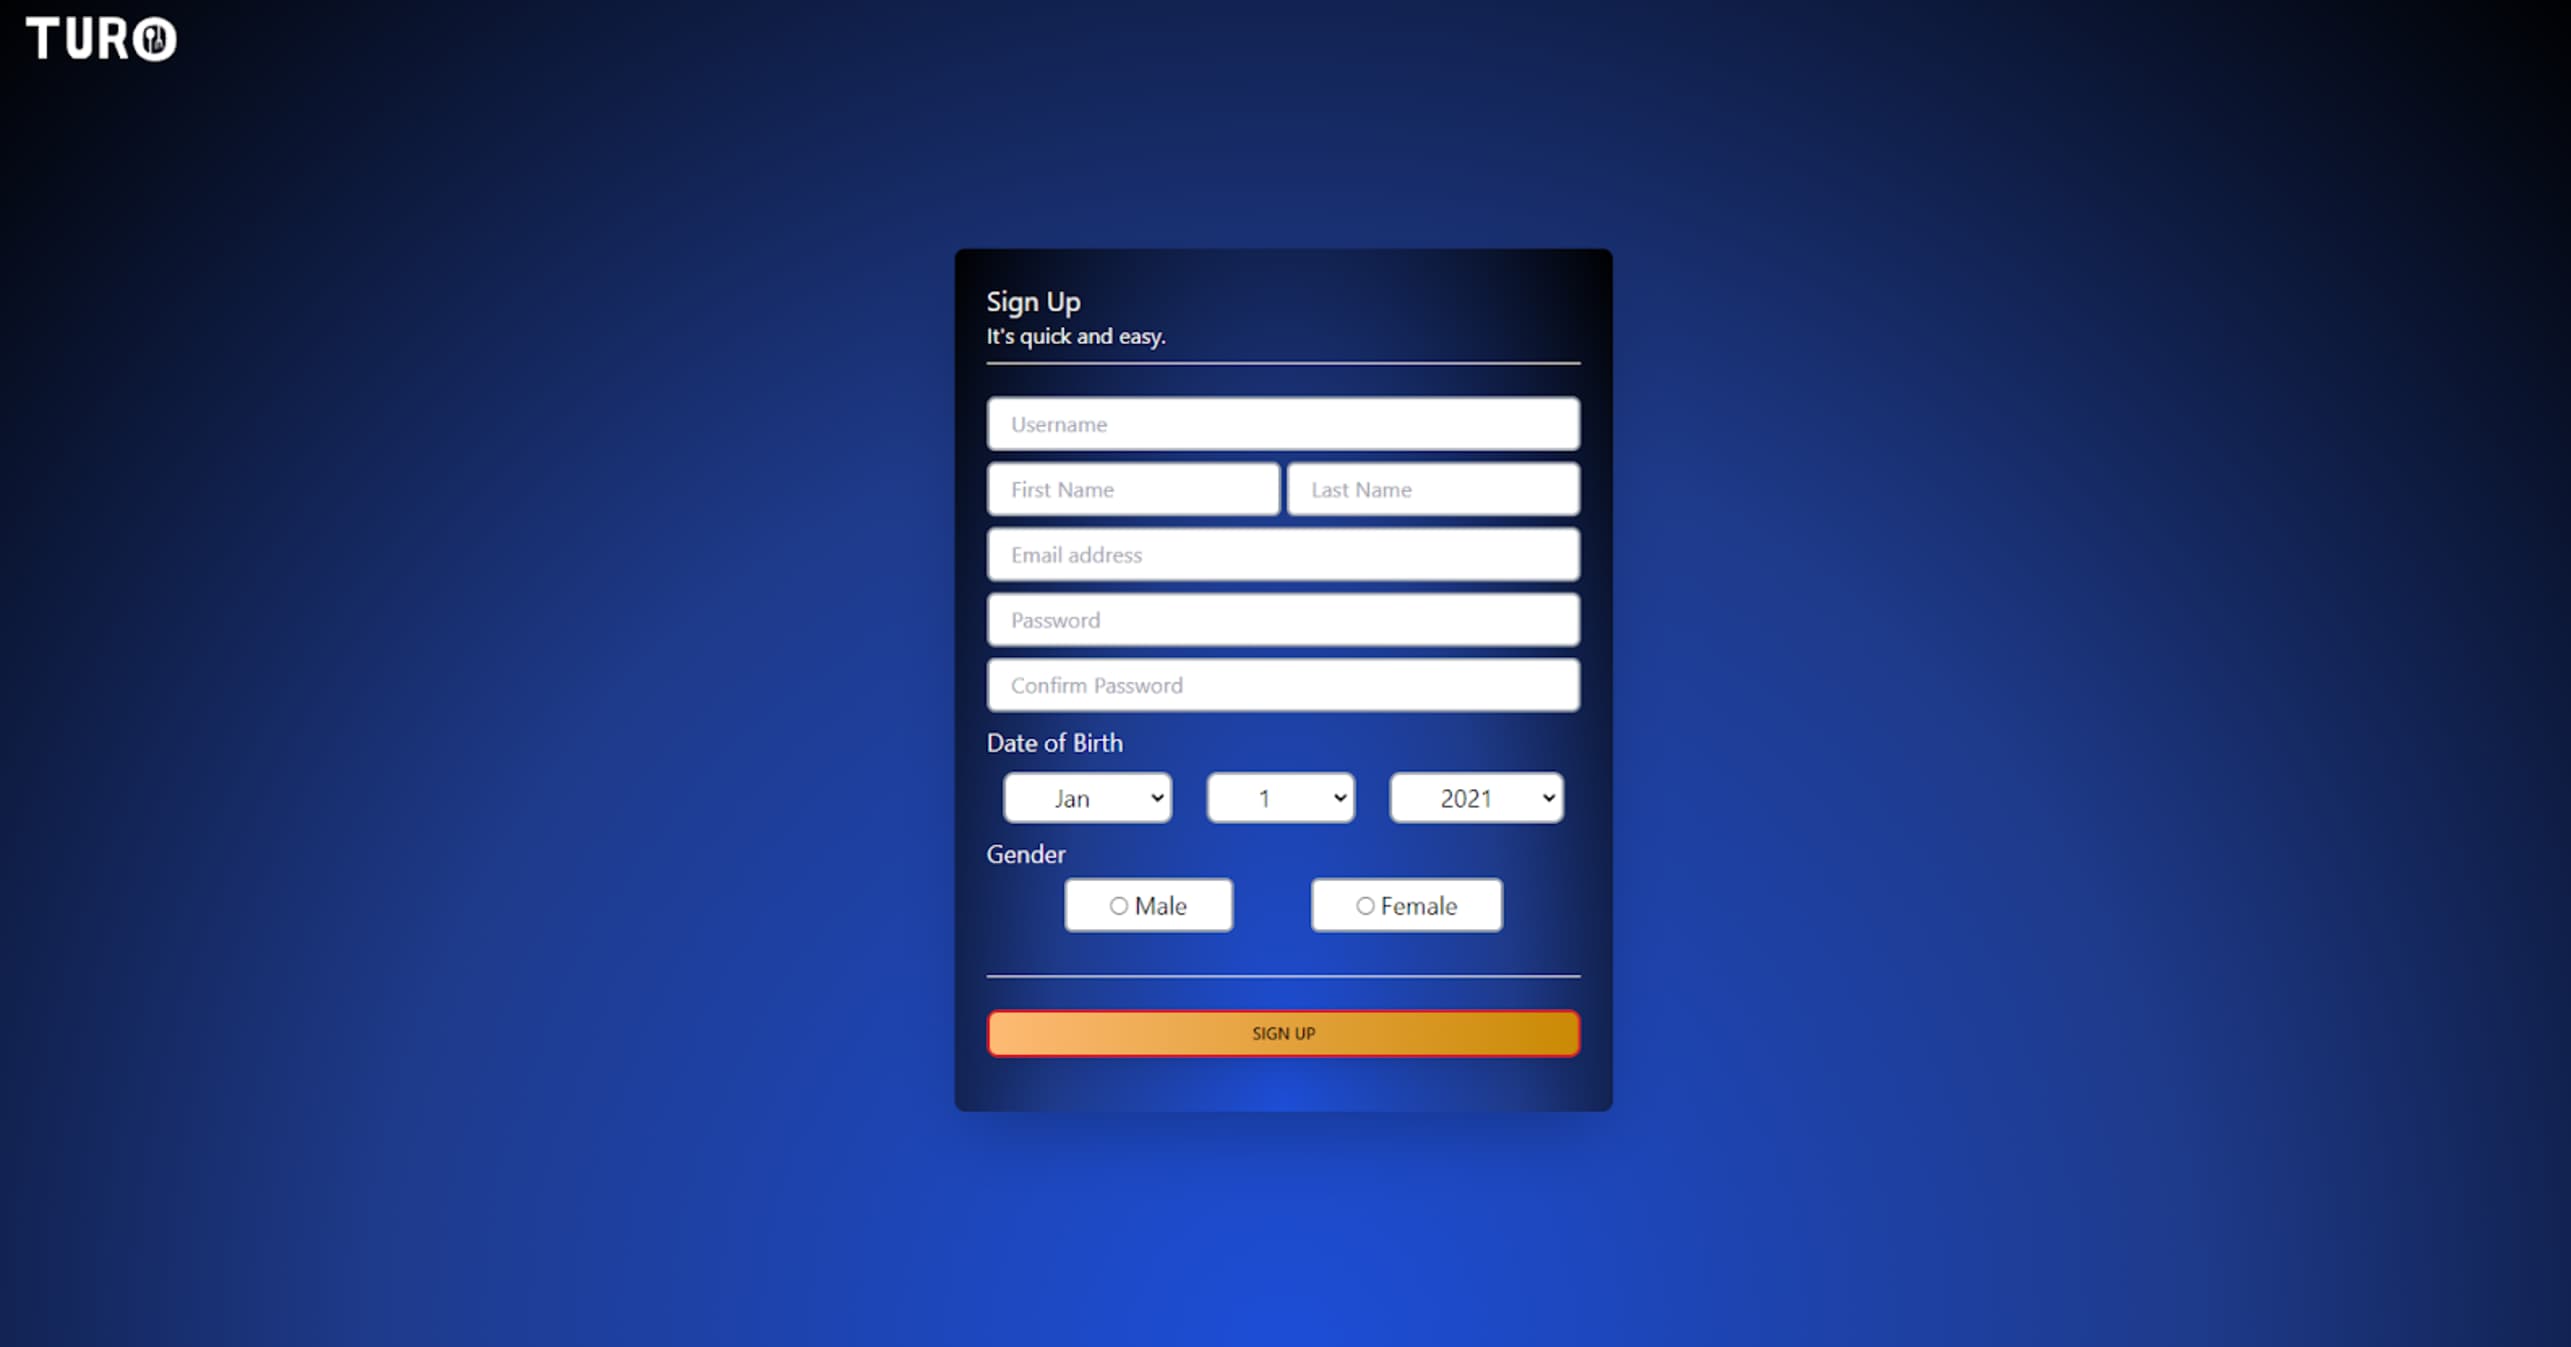 TURO
Sign Up
It's quick and easy.
Username
First Name Last Name
Email address
Password
Confirm Password
Date of Birth
Jan 1 2021
Gender
Male Female
SIGN UP